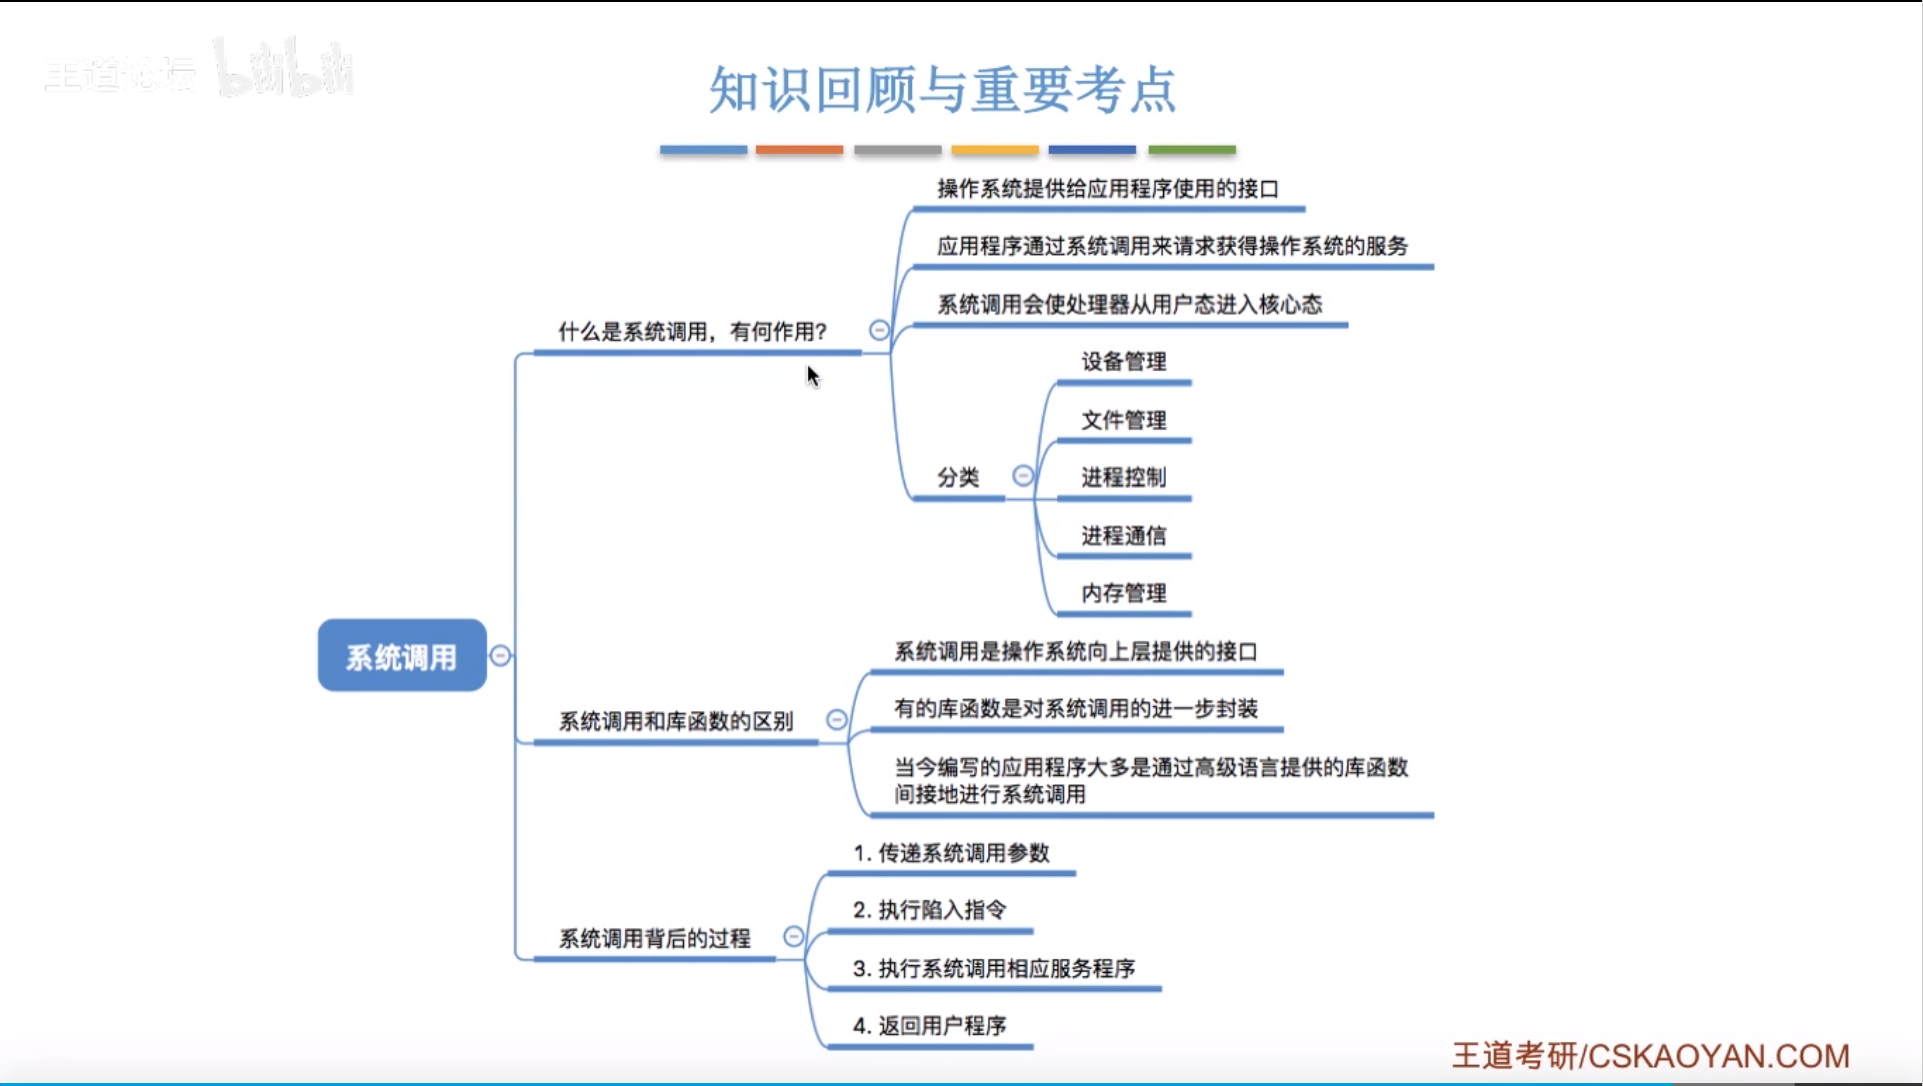 王道论坛 bilibili
知识回顾与重要考点
操作系统提供给应用程序使用的接口
应用程序通过系统调用来请求获得操作系统的服务
系统调用会使处理器从用户态进入核心态
什么是系统调用，有何作用？
设备管理
文件管理
分类
进程控制
进程通信
内存管理
系统调用
系统调用是操作系统向上层提供的接口
有的库函数是对系统调用的进一步封装
系统调用和库函数的区别
当今编写的应用程序大多是通过高级语言提供的库函数
间接地进行系统调用
1. 传递系统调用参数
2. 执行陷入指令
系统调用背后的过程
3. 执行系统调用相应服务程序
4. 返回用户程序
王道考研/CSKAOYAN.COM